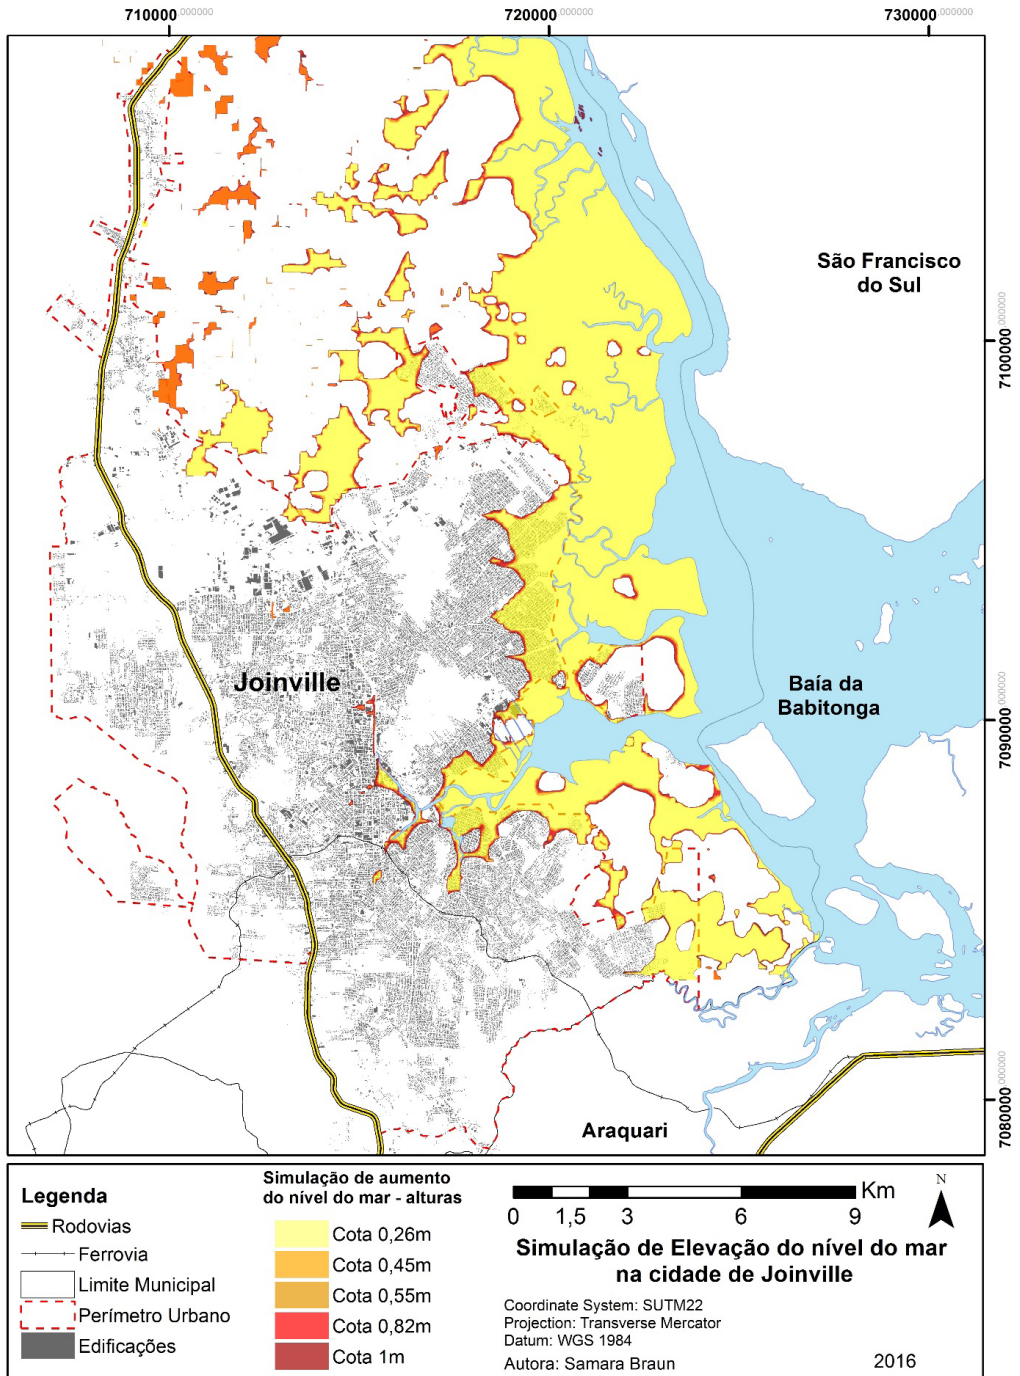 710000,000000
720000,000000
730000,000000
São Francisco
do Sul
7100000,000000
Joinville
Baía da
Babitonga
7090000,000000
7080000,000000
Araquari
Legenda
Rodovias
Ferrovia
Limite Municipal
Perímetro Urbano
Edificações
Simulação de aumento
do nível do mar - alturas
Cota 0,26m
Cota 0,45m
Cota 0,55m
Cota 0,82m
Cota 1m
Km
0 1,5 3 6 9
N
Simulação de Elevação do nível do mar
na cidade de Joinville
Coordinate System: SUTM22
Projection: Transverse Mercator
Datum: WGS 1984
Autora: Samara Braun
2016